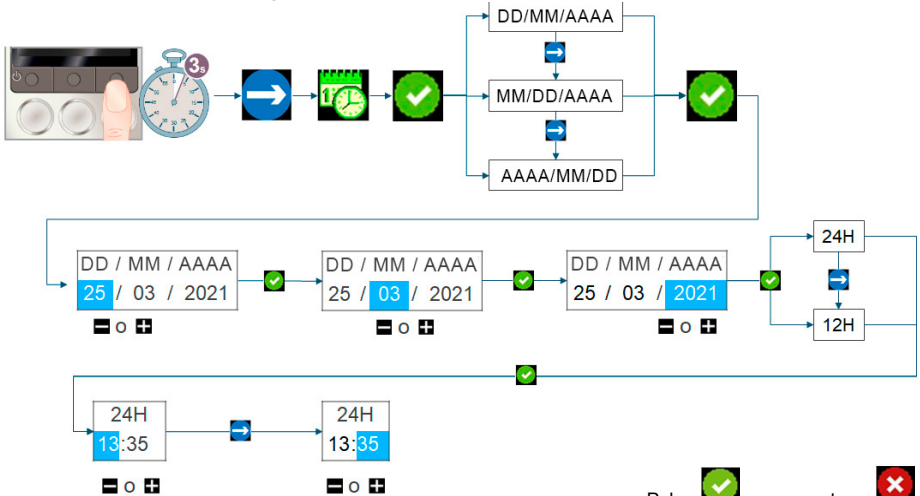 DD/MM/AAAA
3s
MM/DD/AAAA
AAAA/MM/DD
24H
12H
DD / MM / AAAA
25 / 03 / 2021
o
DD / MM / AAAA
25 / 03 / 2021
o
DD / MM / AAAA
25 / 03 / 2021
o
24H
13:35
o
24H
13:35
o